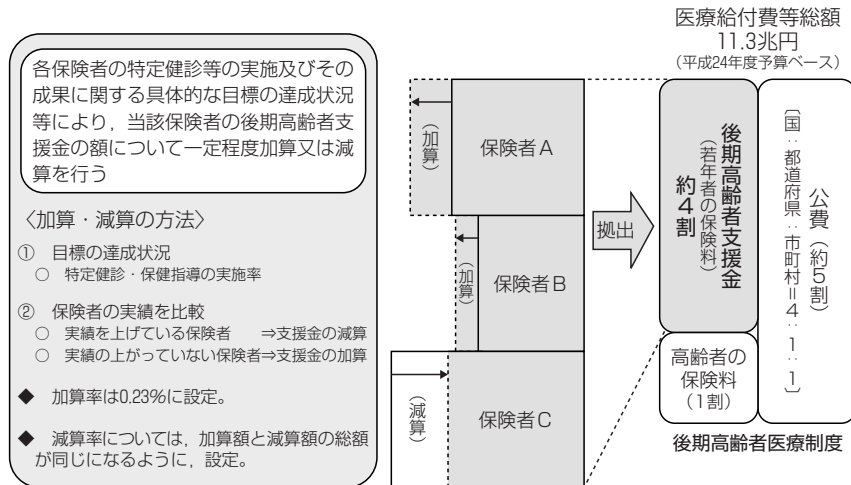 各保険者の特定健診等の実施及びその
成果に関する具体的な目標の達成状況
等により，当該保険者の後期高齢者支
援金の額について一定程度加算又は減
算を行う
〈加算・減算の方法〉
① 目標の達成状況
○ 特定健診・保健指導の実施率
② 保険者の実績を比較
○ 実績を上げている保険者　⇒支援金の減算
○ 実績の上がっていない保険者⇒支援金の加算
◆ 加算率は0.23%に設定。
◆ 減算率については，加算額と減算額の総額
が同じになるように，設定。
（加算）
保険者A
（加算）
保険者B
（減算）
保険者C
拠出
医療給付費等総額
11.3兆円
（平成24年度予算ベース）
後期高齢者支援金
（若年者の保険料）
約4割
高齢者の
保険料
（1割）
公費（約5割）
〔国：都道府県：市町村＝4：1：1〕
後期高齢者医療制度